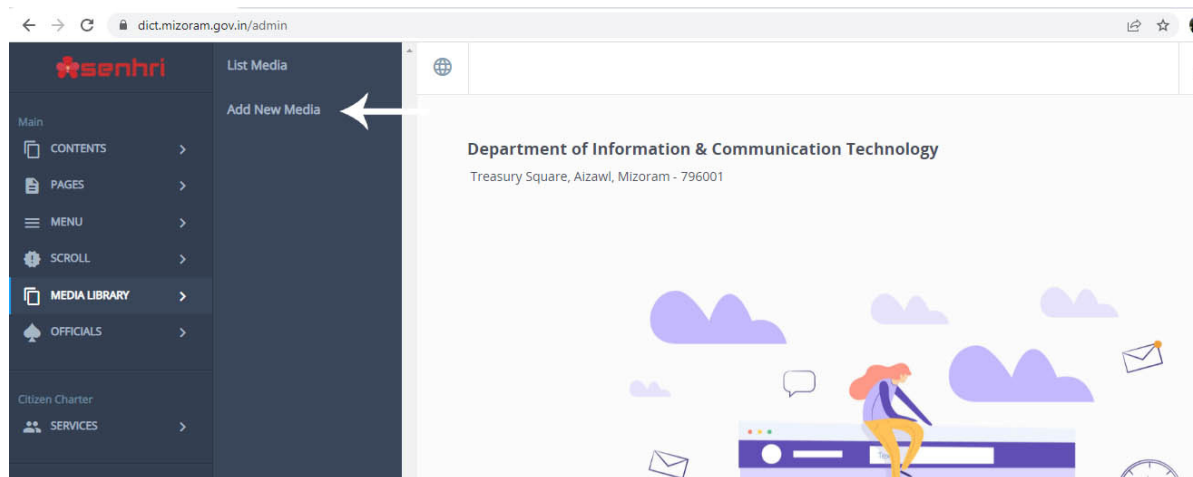 dict.mizoram.gov.in/admin
senhri
List Media
Add New Media
Main
CONTENTS
PAGES
MENU
SCROLL
MEDIA LIBRARY
OFFICIALS
Citizen Charter
SERVICES
Department of Information & Communication Technology
Treasury Square, Aizawl, Mizoram - 796001